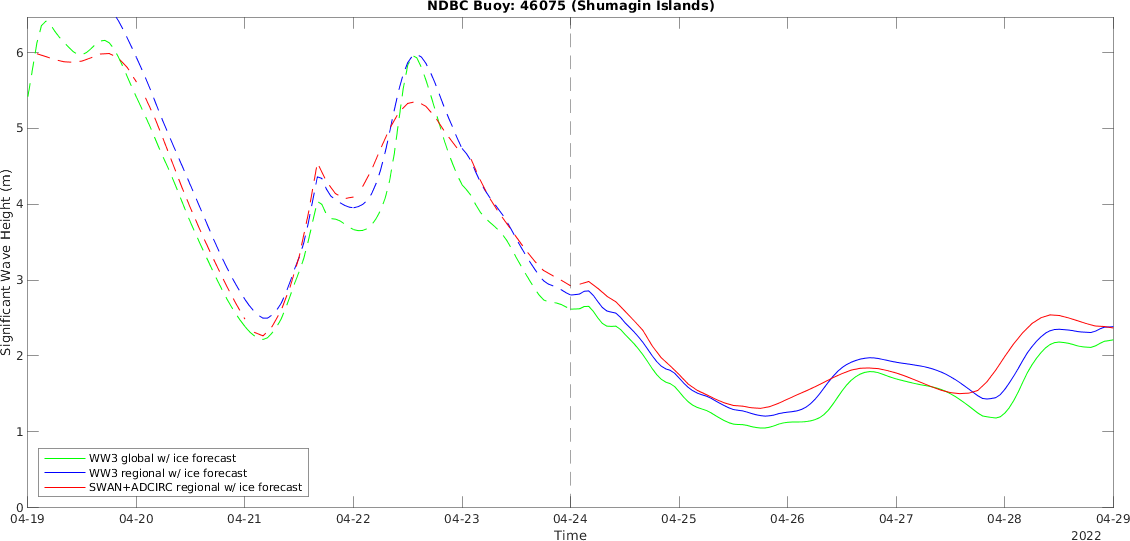 NDBC Buoy: 46075 (Shumagin Islands)
Significant Wave Height (m)
6
5
4
3
2
1
0
WW3 global w/ ice forecast
WW3 regional w/ ice forecast
SWAN+ADCIRC regional w/ ice forecast
04-19 04-20 04-21 04-22 04-23 04-24 04-25 04-26 04-27 04-28 04-29
Time
2022